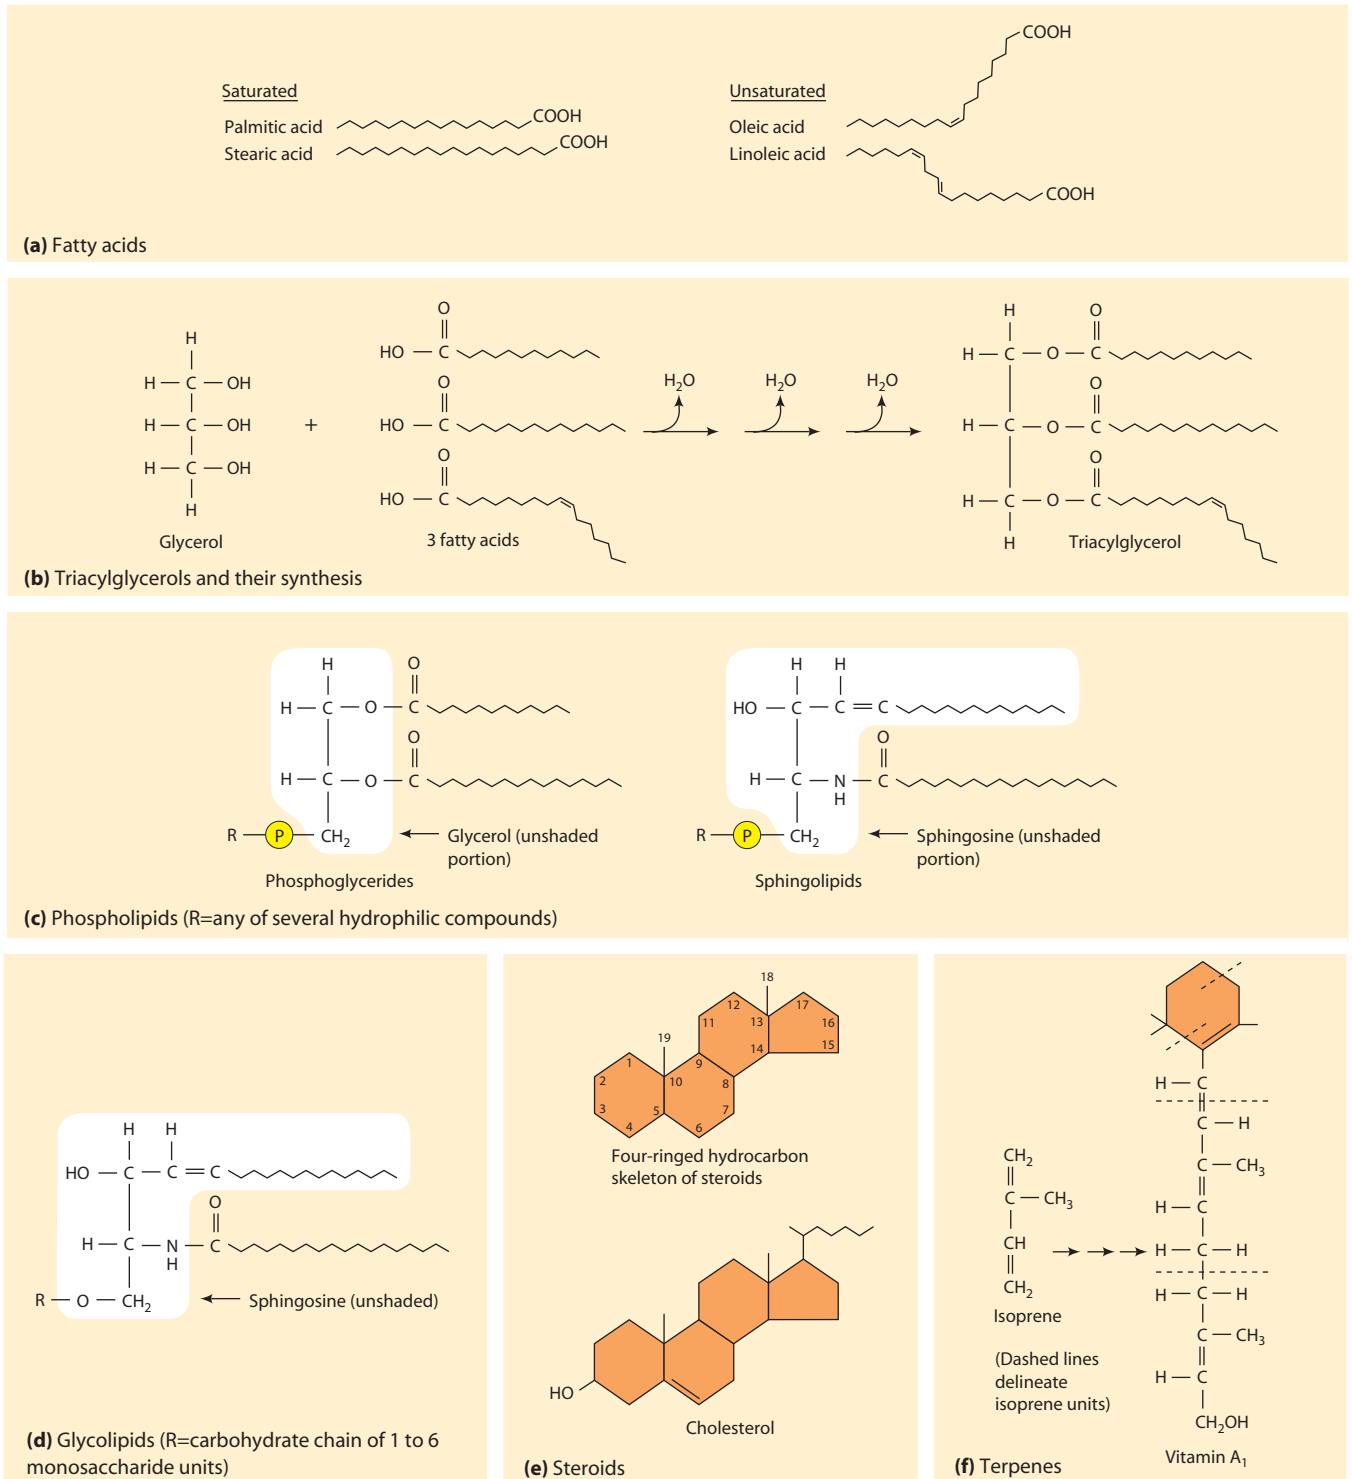 Saturated
Palmitic acid COOH
Stearic acid COOH
Unsaturated
COOH
Oleic acid
Linoleic acid
COOH
(a) Fatty acids
H
H C OH
H C OH
H C OH
H
Glycerol
+
O
HO C
O
HO C
O
HO C
3 fatty acids
H₂O H₂O H₂O
H O
H C O C
O
H C O C
O
H C O C
H
Triacylglycerol
(b) Triacylglycerols and their synthesis
H O
H C O C
O
H C O C
R P CH₂
Glycerol (unshaded
portion)
Phosphoglycerides
H H
HO C C = C
O
H C N C
H
R P CH₂
Sphingosine (unshaded
portion)
Sphingolipids
(c) Phospholipids (R=any of several hydrophilic compounds)
H H
HO C C = C
O
H C N C
H
R O CH₂
Sphingosine (unshaded)
(d) Glycolipids (R=carbohydrate chain of 1 to 6
monosaccharide units)
18
12 17
11 13 16
19 14 15
1 9
2 10 8
3 5 7
4 6
Four-ringed hydrocarbon
skeleton of steroids
HO
Cholesterol
(e) Steroids
CH₂
C CH₃
CH
CH₂
Isoprene
(Dashed lines
delineate
isoprene units)
H C
C H
C CH₃
H C
H C H
H C H
C CH₃
H C
CH₂OH
Vitamin A₁
(f) Terpenes